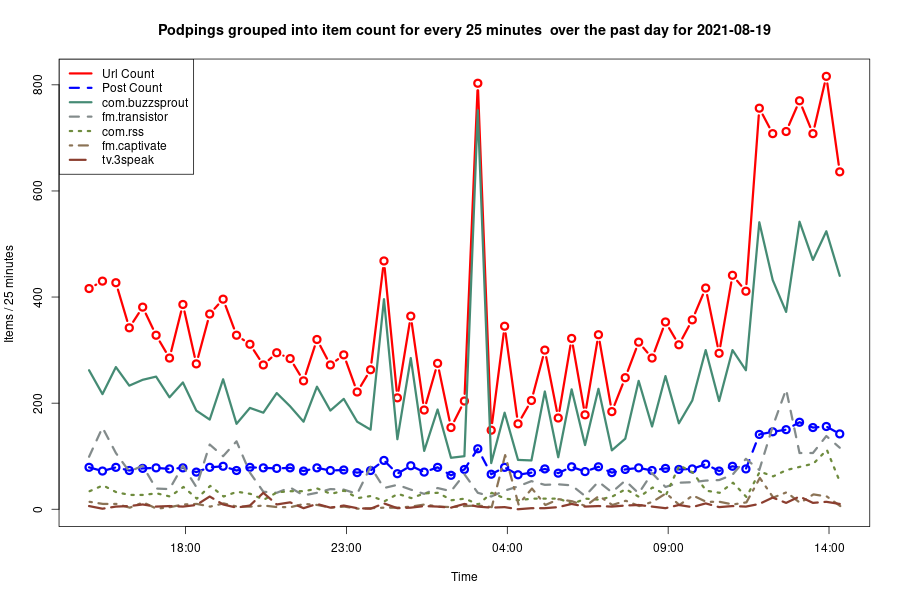 Podpings grouped into item count for every 25 minutes  over the past day for 2021-08-19
Url Count
Post Count
com.buzzsprout
fm.transistor
com.rss
fm.captivate
tv.3speak
Items / 25 minutes
800
600
400
200
0
18:00 23:00 04:00 09:00 14:00
Time